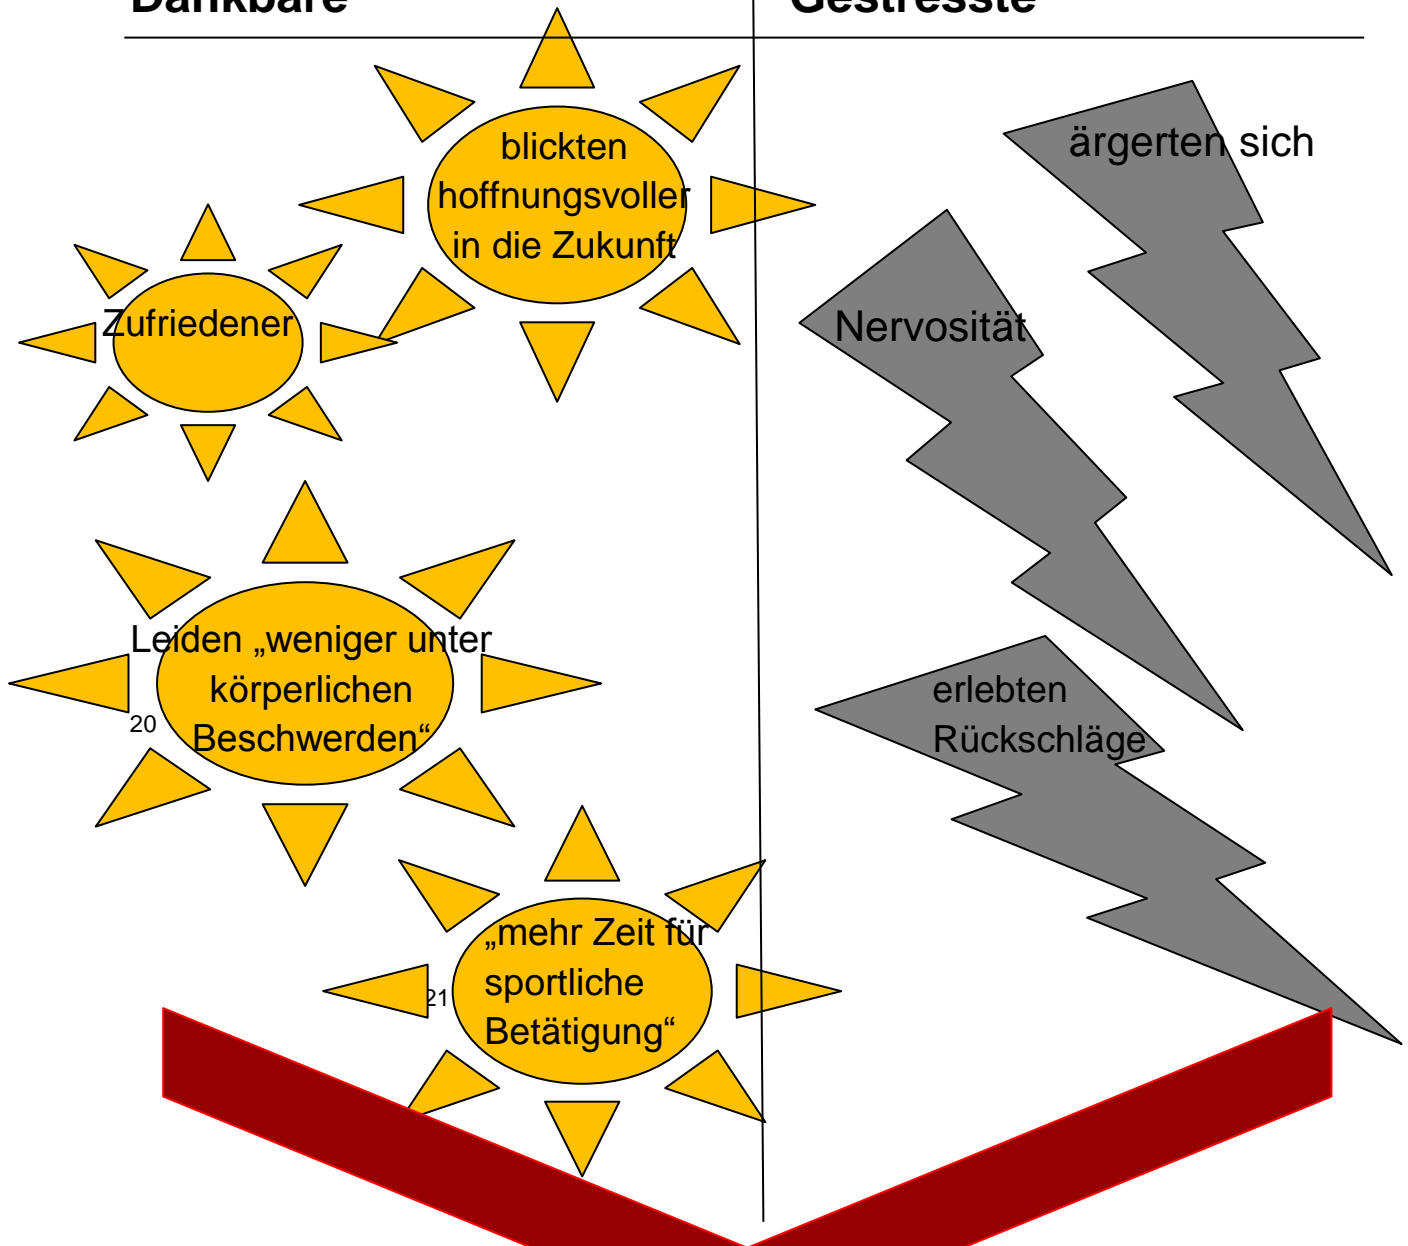 Dankbare
Gestresste
blickten
hoffnungsvoller
in die Zukunft
Zufriedener
Leiden „weniger unter
körperlichen
Beschwerden“
20
„mehr Zeit für
sportliche
Betätigung“
21
ärgerten sich
Nervosität
erlebten
Rückschläge